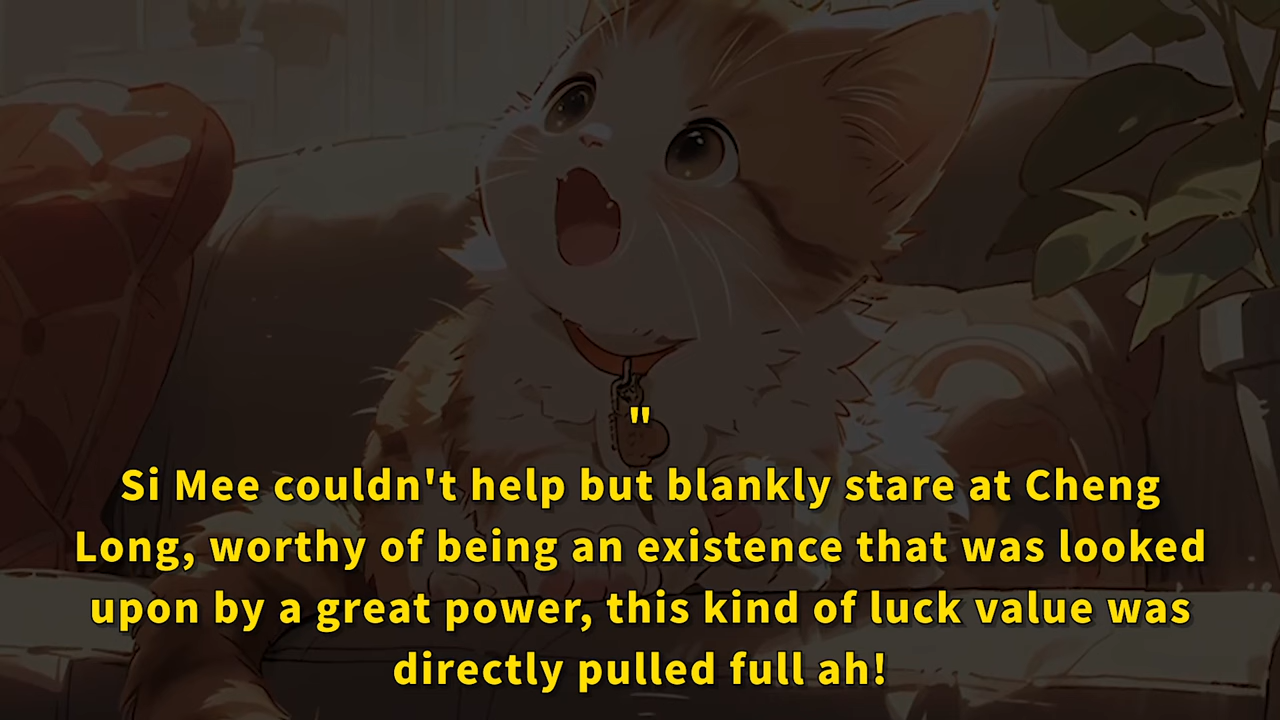 "
Si Mee couldn't help but blankly stare at Cheng
Long, worthy of being an existence that was looked
upon by a great power, this kind of luck value was
directly pulled full ah!